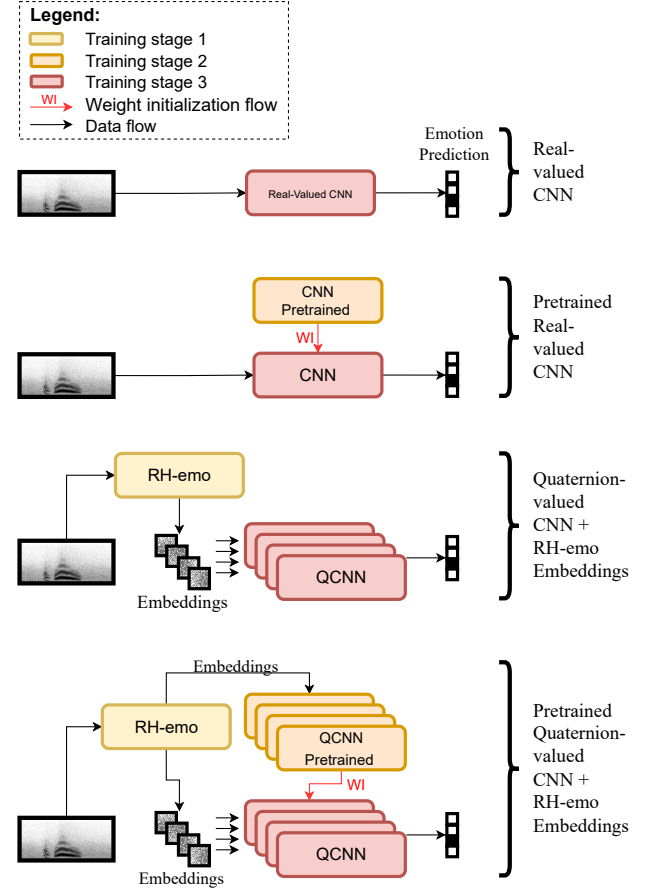 Legend:
Training stage 1
Training stage 2
Training stage 3
WI
Weight initialization flow
Data flow
Emotion
Prediction
Real-Valued CNN
Real-
valued
CNN
CNN
Pretrained
WI
CNN
Pretrained
Real-
valued
CNN
RH-emo
Embeddings
QCNN
Quaternion-
valued
CNN +
RH-emo
Embeddings
Embeddings
RH-emo
QCNN
Pretrained
WI
QCNN
Embeddings
Pretrained
Quaternion-
valued
CNN +
RH-emo
Embeddings